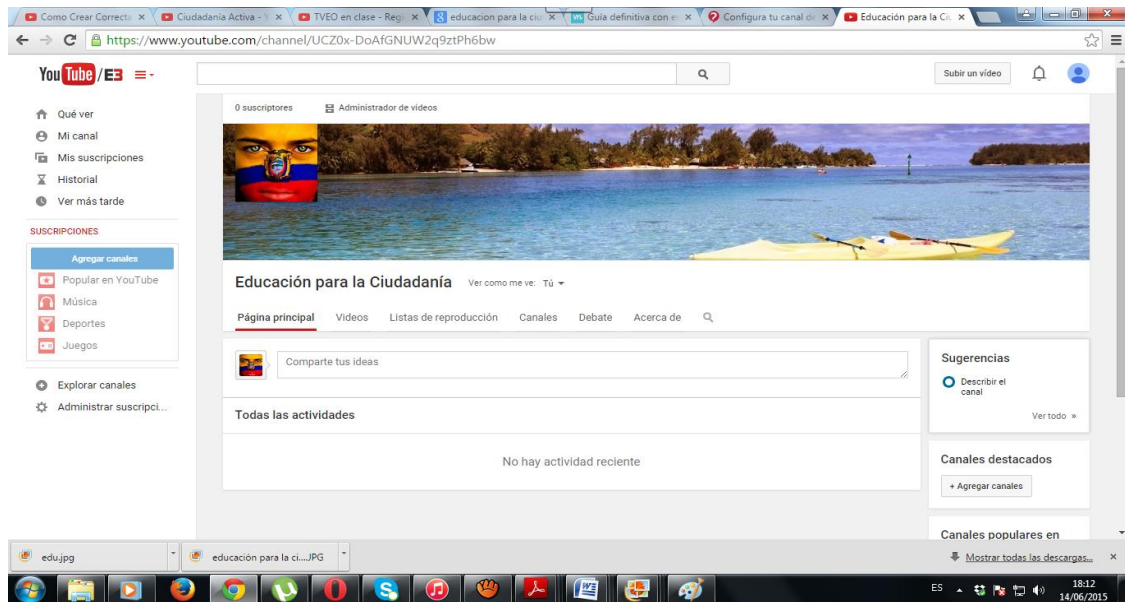 Como Crear Correcta
Ciudadanía Activa - Y
TVEO en clase - Regi
educacion para la ciu
Guía definitiva con e
Configura tu canal de
Educación para la Ciu
https://www.youtube.com/channel/UCZ0x-DoAfGNUW2q9ztPh6bw
YouTube/E3
Subir un vídeo
Qué ver
Mi canal
Mis suscripciones
Historial
Ver más tarde
SUSCRIPCIONES
Agregar canales
Popular en YouTube
Música
Deportes
Juegos
Explorar canales
Administrar suscripci...
0 suscriptores Administrador de videos
Educación para la Ciudadanía Ver como me ve: Tú
Página principal Videos Listas de reproducción Canales Debate Acerca de
Comparte tus ideas
Todas las actividades
No hay actividad reciente
Sugerencias
Describir el
canal
Ver todo »
Canales destacados
+ Agregar canales
Canales populares en
edu.jpg
educación para la ci....JPG
Mostrar todas las descargas...
ES
18:12
14/06/2015